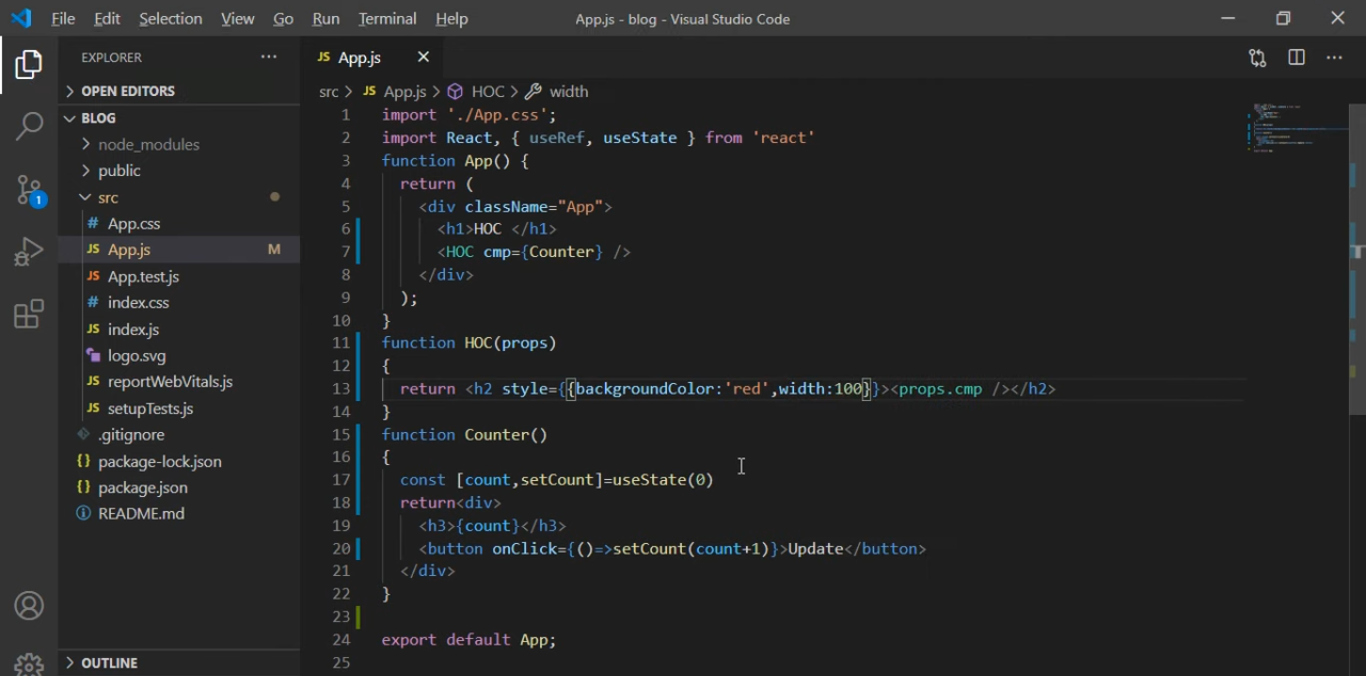 File Edit Selection View Go Run Terminal Help App.js - blog - Visual Studio Code
EXPLORER
OPEN EDITORS
BLOG
node_modules
public
src
# App.css
JS App.js M
JS App.test.js
# index.css
JS index.js
logo.svg
JS reportWebVitals.js
JS setupTests.js
.gitignore
{} package-lock.json
{} package.json
README.md
OUTLINE
1
JS App.js
src > JS App.js > HOC > width
1 import './App.css';
2 import React, { useRef, useState } from 'react'
3 function App() {
4 return (
5 <div className="App">
6 <h1>HOC </h1>
7 <HOC cmp={Counter} />
8 </div>
9 );
10 }
11 function HOC(props)
12 {
13 return <h2 style={{backgroundColor:'red',width:100}}><props.cmp /></h2>
14 }
15 function Counter()
16 {
17 const [count,setCount]=useState(0)
18 return<div>
19 <h3>{count}</h3>
20 <button onClick={()=>setCount(count+1)}>Update</button>
21 </div>
22 }
23
24 export default App;
25